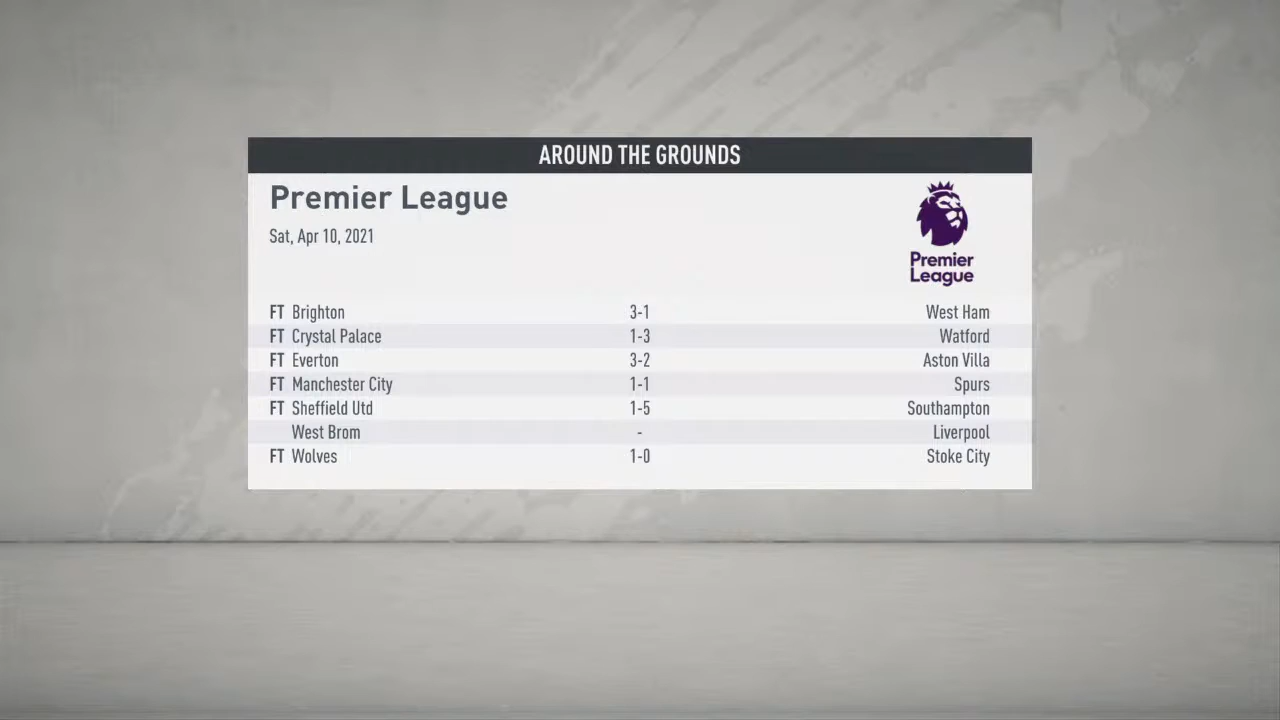 AROUND THE GROUNDS
Premier League
Sat, Apr 10, 2021
Premier
League
FT Brighton 3-1 West Ham
FT Crystal Palace 1-3 Watford
FT Everton 3-2 Aston Villa
FT Manchester City 1-1 Spurs
FT Sheffield Utd 1-5 Southampton
West Brom - Liverpool
FT Wolves 1-0 Stoke City